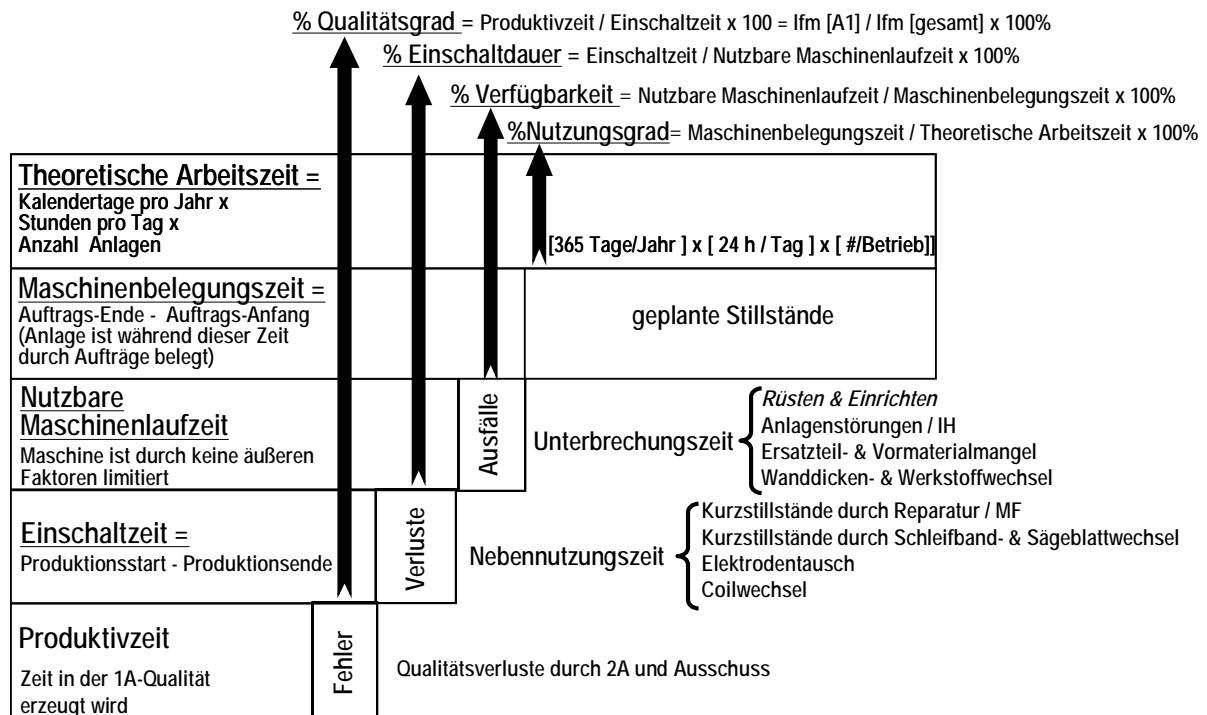 % Qualitätsgrad = Produktivzeit / Einschaltzeit x 100 = lfm [A1] / lfm [gesamt] x 100%
% Einschaltdauer = Einschaltzeit / Nutzbare Maschinenlaufzeit x 100%
% Verfügbarkeit = Nutzbare Maschinenlaufzeit / Maschinenbelegungszeit x 100%
%Nutzungsgrad= Maschinenbelegungszeit / Theoretische Arbeitszeit x 100%
Theoretische Arbeitszeit =
Kalendertage pro Jahr x
Stunden pro Tag x
Anzahl Anlagen
[365 Tage/Jahr ] x [ 24 h / Tag ] x [ #/Betrieb]]
Maschinenbelegungszeit =
Auftrags-Ende - Auftrags-Anfang
(Anlage ist während dieser Zeit
durch Aufträge belegt)
geplante Stillstände
Nutzbare
Maschinenlaufzeit
Maschine ist durch keine äußeren
Faktoren limitiert
Ausfälle
Unterbrechungszeit
Rüsten & Einrichten
Anlagenstörungen / IH
Ersatzteil- & Vormaterialmangel
Wanddicken- & Werkstoffwechsel
Einschaltzeit =
Produktionsstart - Produktionsende
Verluste
Nebennutzungszeit
Kurzstillstände durch Reparatur / MF
Kurzstillstände durch Schleifband- & Sägeblattwechsel
Elektrodentausch
Coilwechsel
Produktivzeit
Zeit in der 1A-Qualität
erzeugt wird
Fehler
Qualitätsverluste durch 2A und Ausschuss